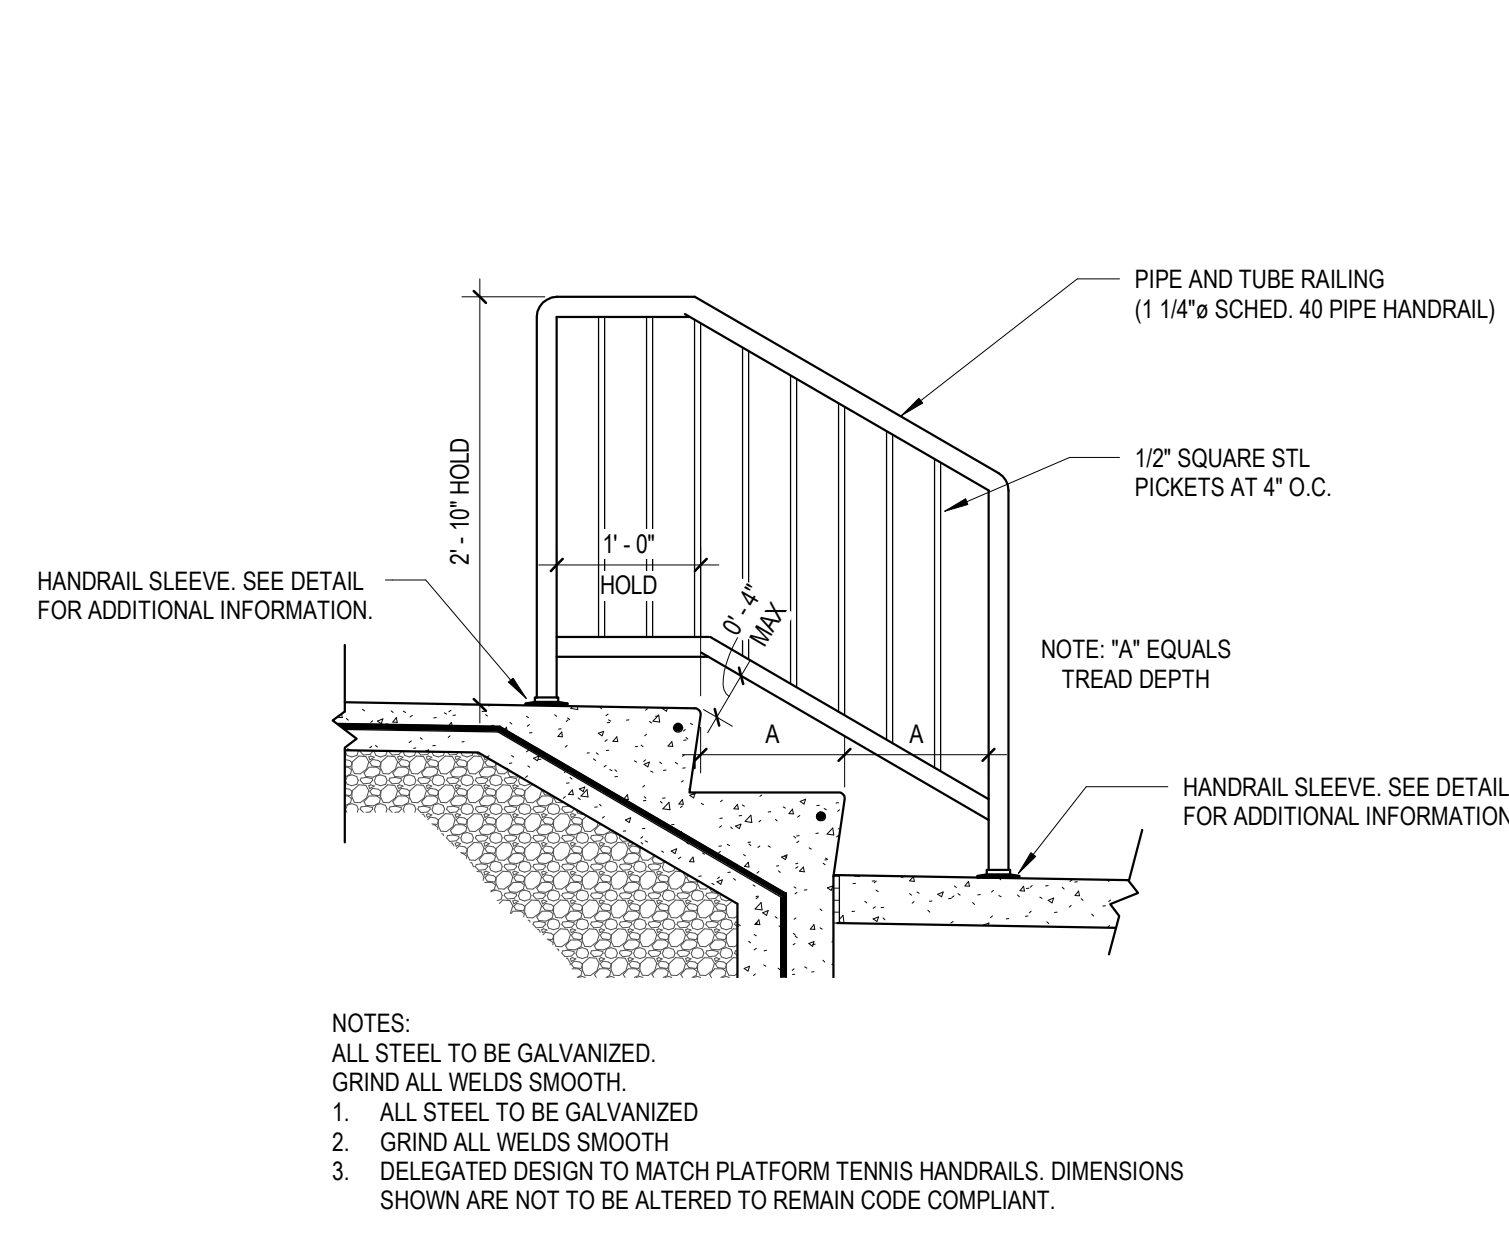 PIPE AND TUBE RAILING
(1 1/4"ø SCHED. 40 PIPE HANDRAIL)
1/2" SQUARE STL
PICKETS AT 4" O.C.
2' - 10" HOLD
1' - 0"
HOLD
HANDRAIL SLEEVE. SEE DETAIL
FOR ADDITIONAL INFORMATION.
0' - 4"
MAX
NOTE: "A" EQUALS
TREAD DEPTH
A
A
HANDRAIL SLEEVE. SEE DETAIL
FOR ADDITIONAL INFORMATION
NOTES:
ALL STEEL TO BE GALVANIZED.
GRIND ALL WELDS SMOOTH.
1. ALL STEEL TO BE GALVANIZED
2. GRIND ALL WELDS SMOOTH
3. DELEGATED DESIGN TO MATCH PLATFORM TENNIS HANDRAILS. DIMENSIONS
SHOWN ARE NOT TO BE ALTERED TO REMAIN CODE COMPLIANT.